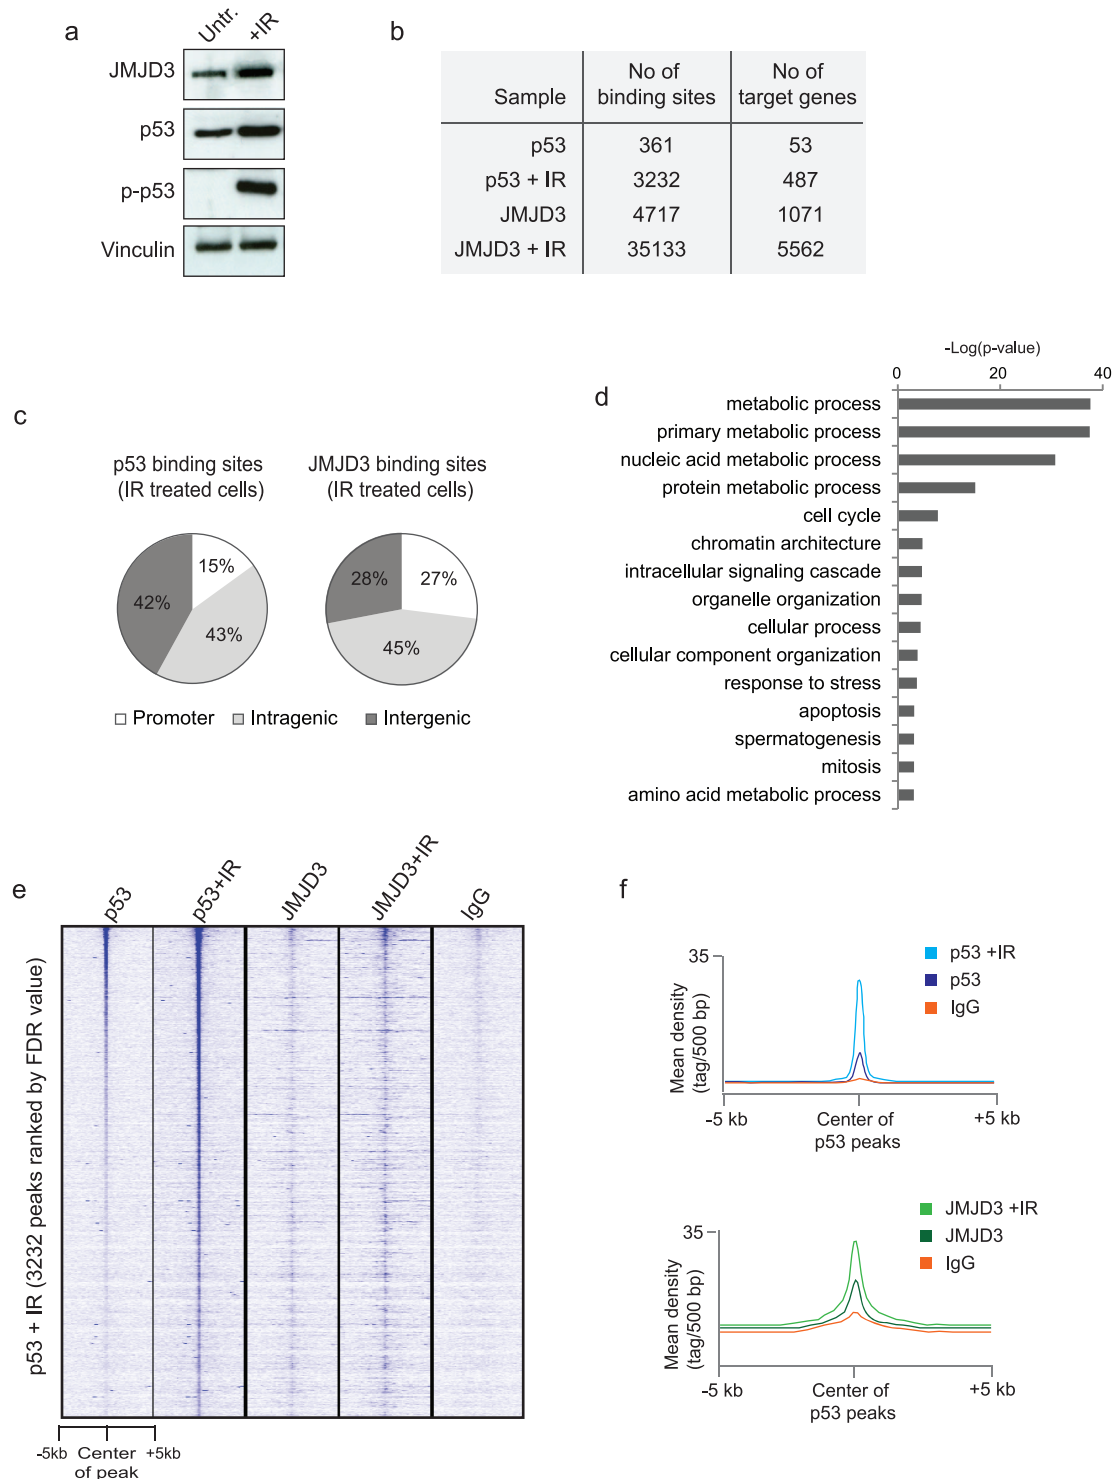 a
Untr.
+IR
JMJD3
p53
p-p53
Vinculin
b
Sample
No of
binding sites
No of
target genes
p53 361 53
p53 + IR 3232 487
JMJD3 4717 1071
JMJD3 + IR 35133 5562
c
p53 binding sites
(IR treated cells)
JMJD3 binding sites
(IR treated cells)
15%
42%
43%
28%
27%
45%
Promoter
Intragenic
Intergenic
d
-Log(p-value)
0 20 40
metabolic process
primary metabolic process
nucleic acid metabolic process
protein metabolic process
cell cycle
chromatin architecture
intracellular signaling cascade
organelle organization
cellular process
cellular component organization
response to stress
apoptosis
spermatogenesis
mitosis
amino acid metabolic process
e
p53
p53+IR
JMJD3
JMJD3+IR
IgG
p53 + IR (3232 peaks ranked by FDR value)
-5kb Center +5kb
of peak
f
35
Mean density
(tag/500 bp)
p53 +IR
p53
IgG
-5 kb Center of +5 kb
p53 peaks
35
Mean density
(tag/500 bp)
JMJD3 +IR
JMJD3
IgG
-5 kb Center of +5 kb
p53 peaks